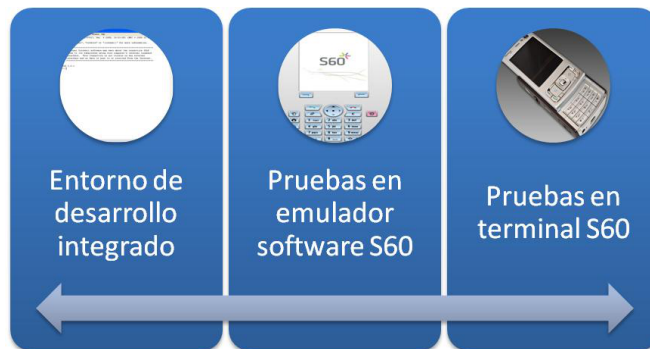 Entorno de
desarrollo
integrado
S60
Pruebas en
emulador
software S60
Pruebas en
terminal S60